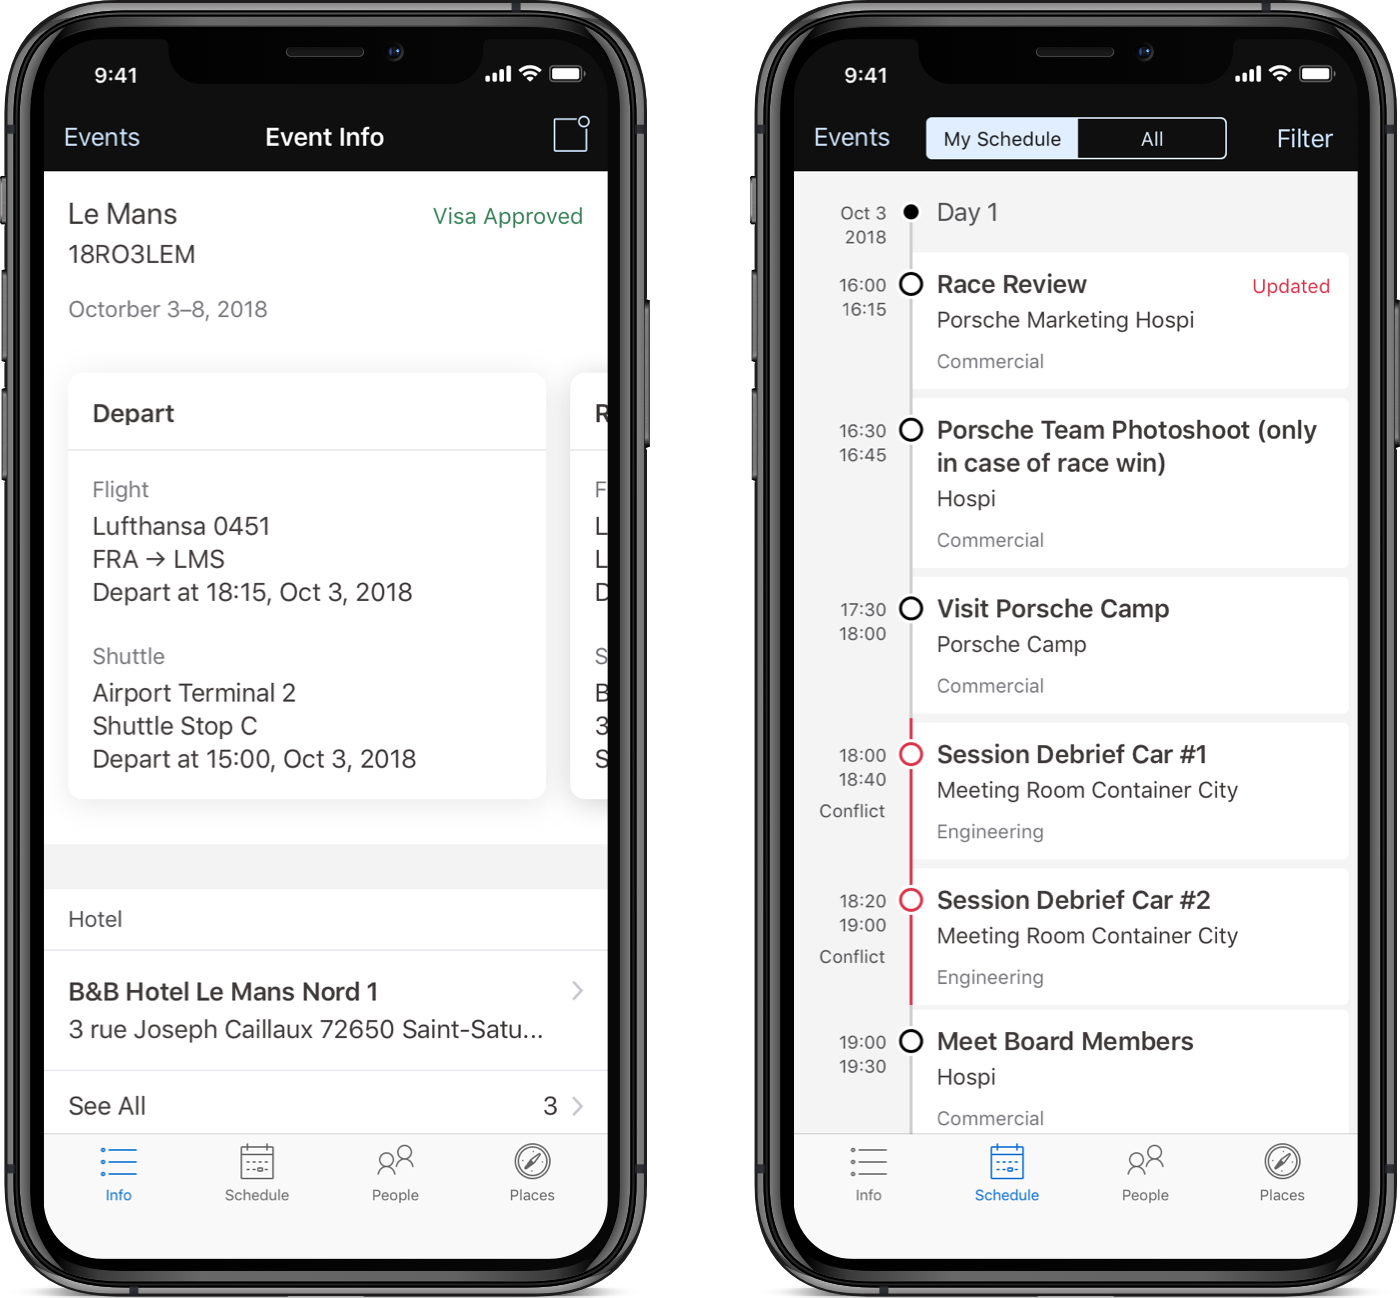 9:41
Events
Event Info
Le Mans
Visa Approved
18RO3LEM
Octorber 3–8, 2018
Depart
R
Flight
F
Lufthansa 0451
L
FRA → LMS
L
Depart at 18:15, Oct 3, 2018
D
Shuttle
S
Airport Terminal 2
B
Shuttle Stop C
3
Depart at 15:00, Oct 3, 2018
S
Hotel
B&B Hotel Le Mans Nord 1
3 rue Joseph Caillaux 72650 Saint-Satu...
See All
3
Info
Schedule
People
Places
9:41
Events
My Schedule
All
Filter
Oct 3
2018
Day 1
16:00
16:15
Race Review
Updated
Porsche Marketing Hospi
Commercial
16:30
16:45
Porsche Team Photoshoot (only
in case of race win)
Hospi
Commercial
17:30
18:00
Visit Porsche Camp
Porsche Camp
Commercial
18:00
18:40
Conflict
Session Debrief Car #1
Meeting Room Container City
Engineering
18:20
19:00
Conflict
Session Debrief Car #2
Meeting Room Container City
Engineering
19:00
19:30
Meet Board Members
Hospi
Commercial
Info
Schedule
People
Places